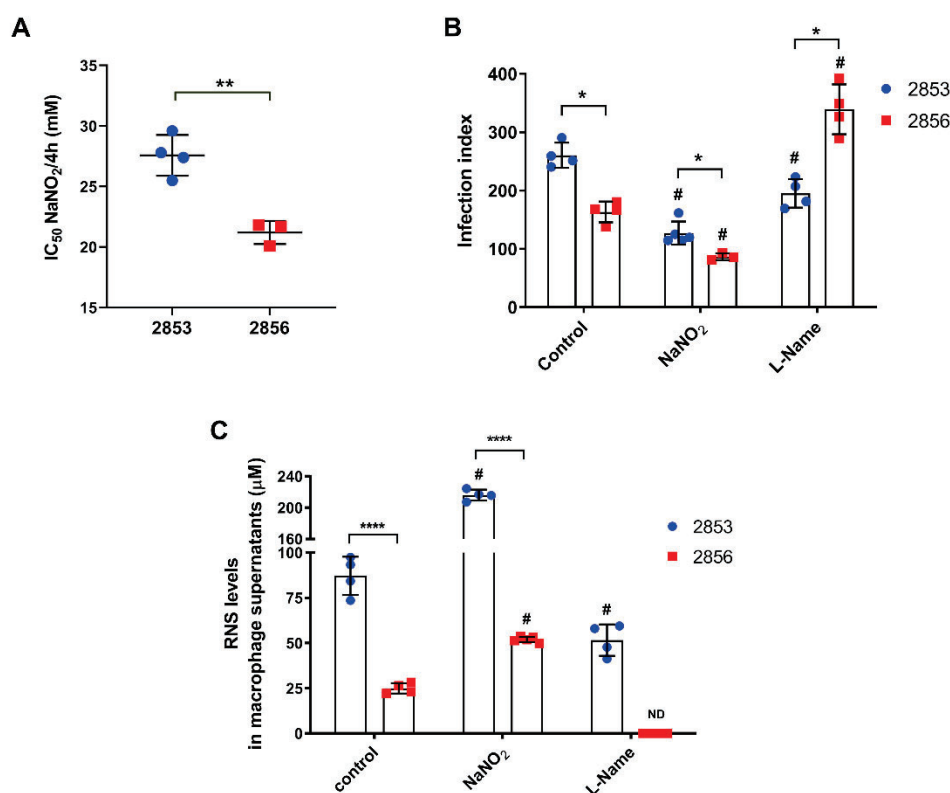 A
IC50 NaNO2/4h (mM)
35
30
25
20
15
**
2853
2856
B
Infection index
400
300
200
100
0
*
#
*
#
#
*
#
Control
NaNO2
L-Name
2853
2856
C
RNS levels
in macrophage supernatants (μM)
240
200
160
100
75
50
25
0
****
****
#
#
#
ND
control
NaNO2
L-Name
2853
2856